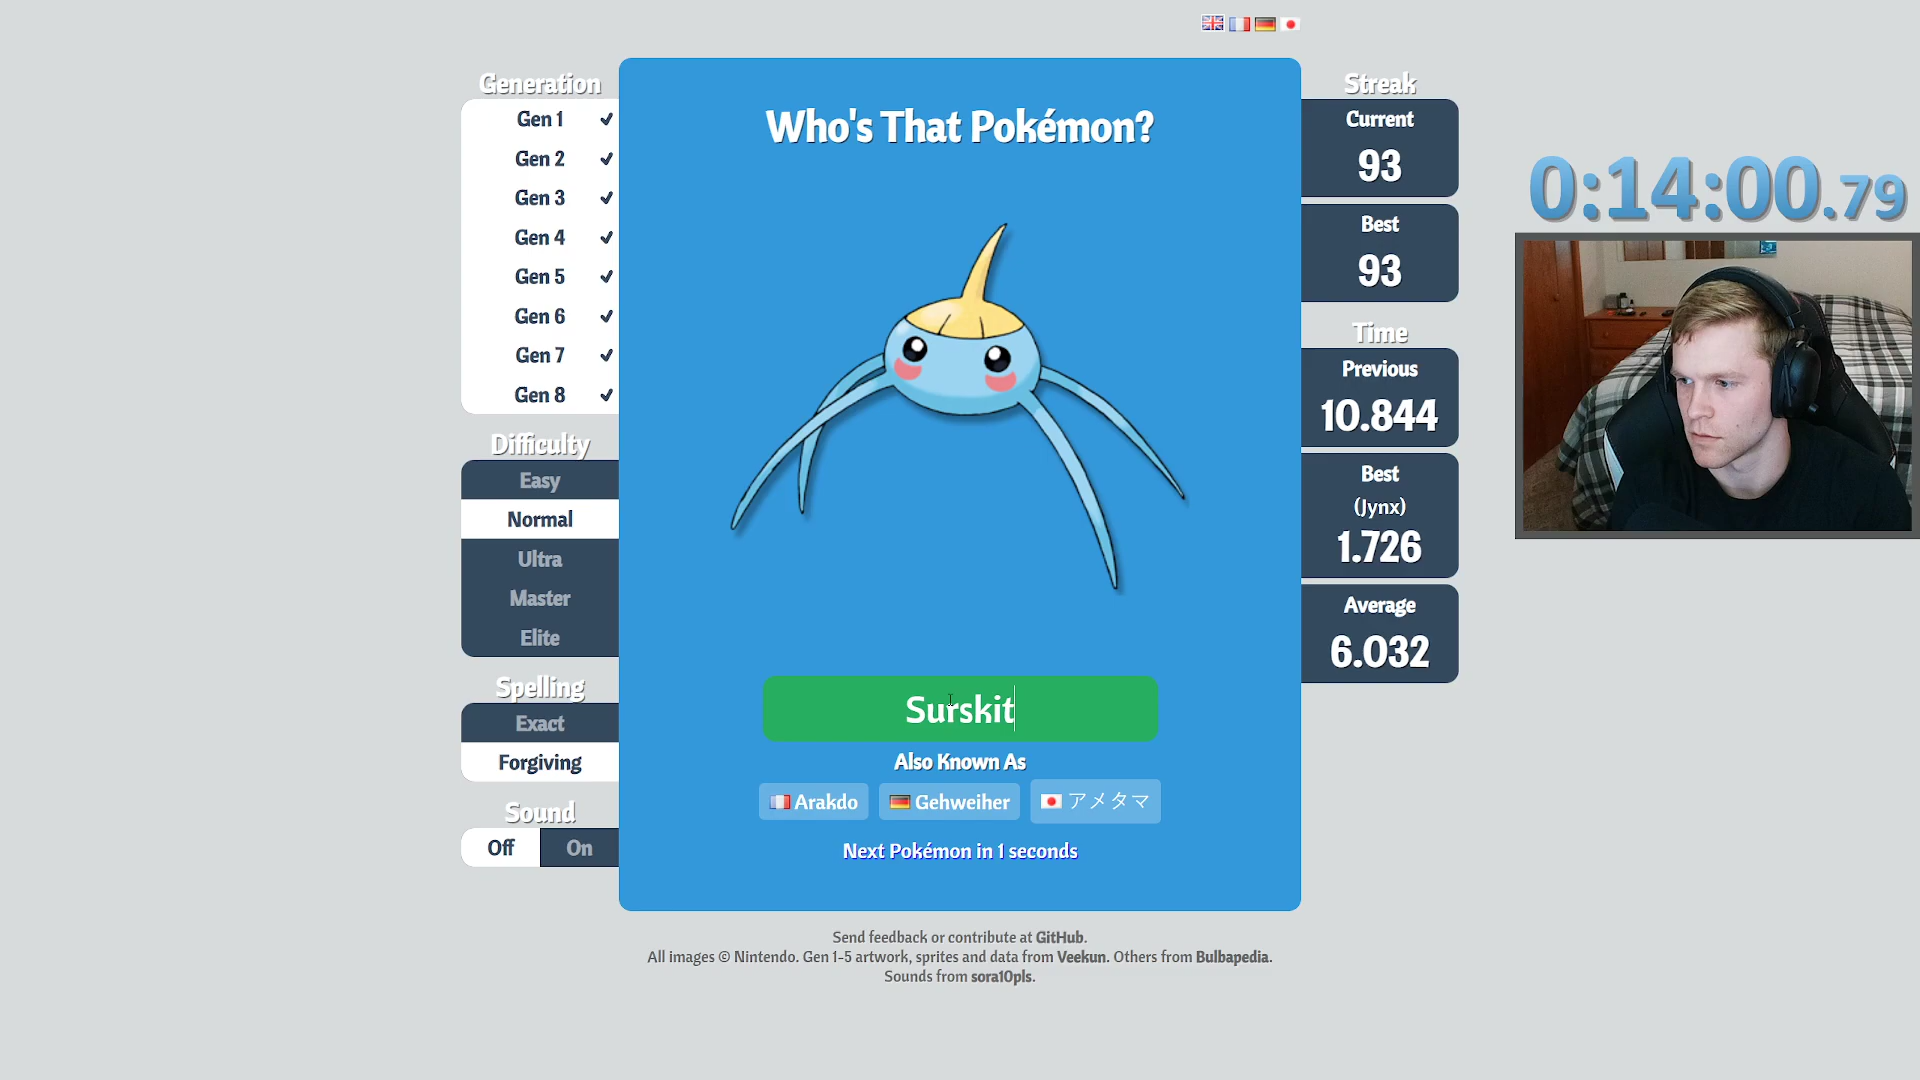 Generation
Gen 1
Gen 2
Gen 3
Gen 4
Gen 5
Gen 6
Gen 7
Gen 8
Difficulty
Easy
Normal
Ultra
Master
Elite
Spelling
Exact
Forgiving
Sound
Off On
Who's That Pokémon?
Surskit
Also Known As
Arakdo Gehweiher アメタマ
Next Pokémon in 1 seconds
Streak
Current
93
Best
93
Time
Previous
10.844
Best
(Jynx)
1.726
Average
6.032
0:14:00.79
Send feedback or contribute at GitHub.
All images © Nintendo. Gen 1-5 artwork, sprites and data from Veekun. Others from Bulbapedia.
Sounds from sora10pls.